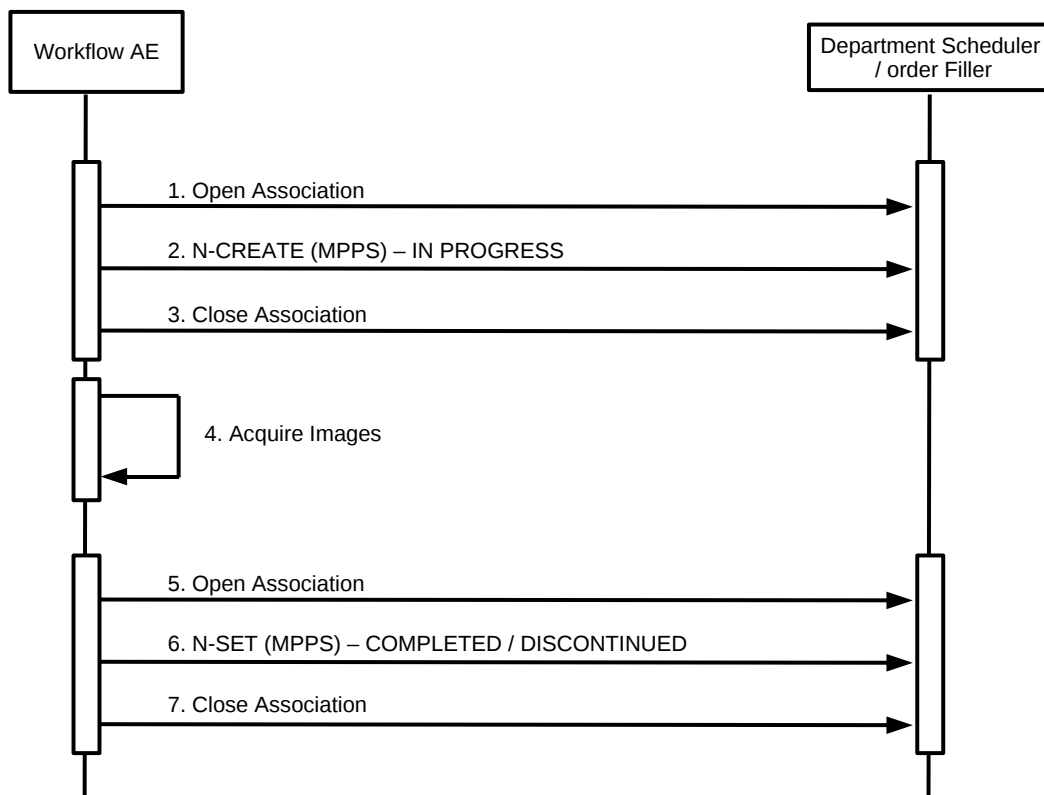 Workflow AE
Department Scheduler
/ order Filler
1. Open Association
2. N-CREATE (MPPS) – IN PROGRESS
3. Close Association
4. Acquire Images
5. Open Association
6. N-SET (MPPS) – COMPLETED / DISCONTINUED
7. Close Association